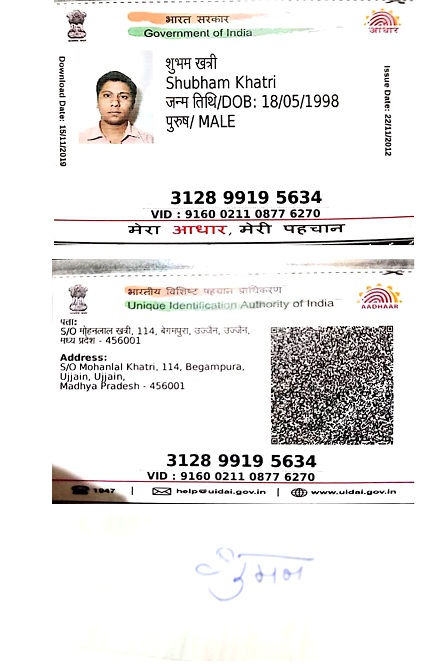 भारत सरकार
Government of India
आधार
Download Date: 15/11/2019
Issue Date: 22/11/2012
शुभम खत्री
Shubham Khatri
जन्म तिथि/DOB: 18/05/1998
पुरुष/ MALE
3128 9919 5634
VID : 9160 0211 0877 6270
मेरा आधार, मेरी पहचान
भारतीय विशिष्ट पहचान प्राधिकरण
Unique Identification Authority of India
AADHAAR
पता:
S/O मोहनलाल खत्री, 114, बेगमपुरा, उज्जैन, उज्जैन,
मध्य प्रदेश - 456001
Address:
S/O Mohanlal Khatri, 114, Begampura,
Ujjain, Ujjain,
Madhya Pradesh - 456001
3128 9919 5634
VID : 9160 0211 0877 6270
1947 | help@uidai.gov.in | www.uidai.gov.in